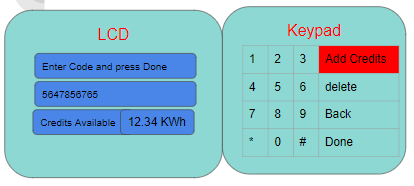 LCD
Enter Code and press Done
5647856765
Credits Available 12.34 KWh
Keypad
1 2 3 Add Credits
4 5 6 delete
7 8 9 Back
* 0 # Done